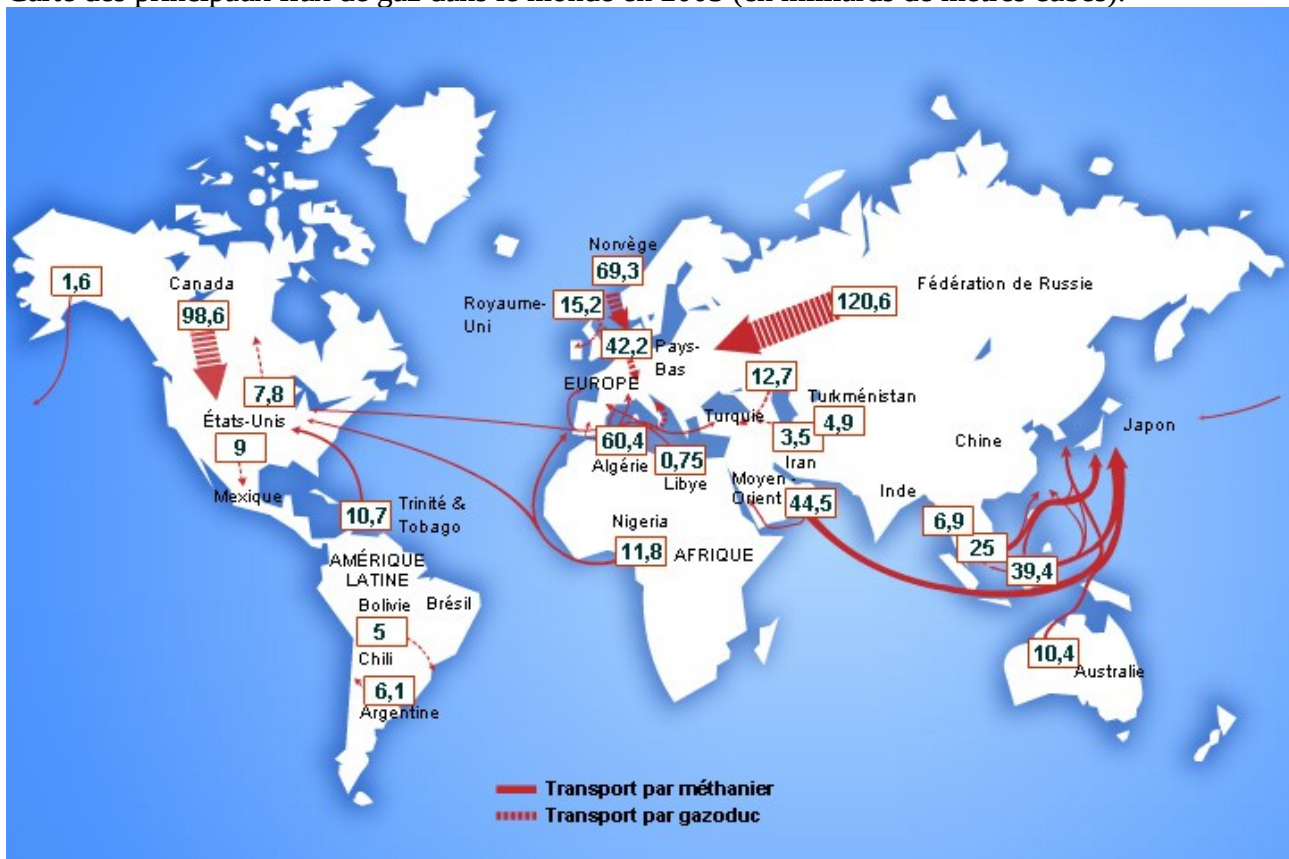 Carte des principaux flux de gaz dans le monde en 2003 (en milliards de mètres cubes).
Norvège
69,3
1,6
Canada
98,6
Royaume-
Uni
15,2
120,6
Fédération de Russie
42,2
Pays-
Bas
EUROPE
7,8
12,7
Turkménistan
4,9
États-Unis
9
Turquie
3,5
Iran
Chine
Japon
60,4
Algérie
0,75
Libye
Mexique
10,7
Trinité &
Tobago
Moyen -
Orient
44,5
Inde
6,9
25
39,4
Nigeria
11,8
AFRIQUE
AMÉRIQUE
LATINE
Bolivie
Brésil
5
Chili
6,1
Argentine
10,4
Australie
Transport par méthanier
Transport par gazoduc